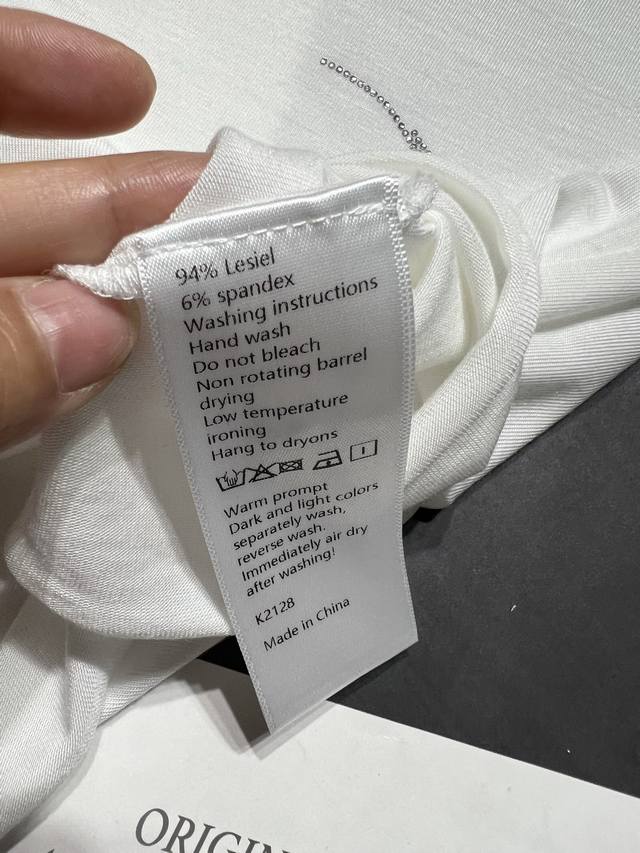 94% Lesiel
6% spandex
Washing instructions
Hand wash
Do not bleach
Non rotating barrel
drying
Low temperature
ironing
Hang to dryons
Warm prompt
Dark and light colors
separately wash,
reverse wash.
Immediately air dry
after washing!
K2128
Made in China
ORIGIN